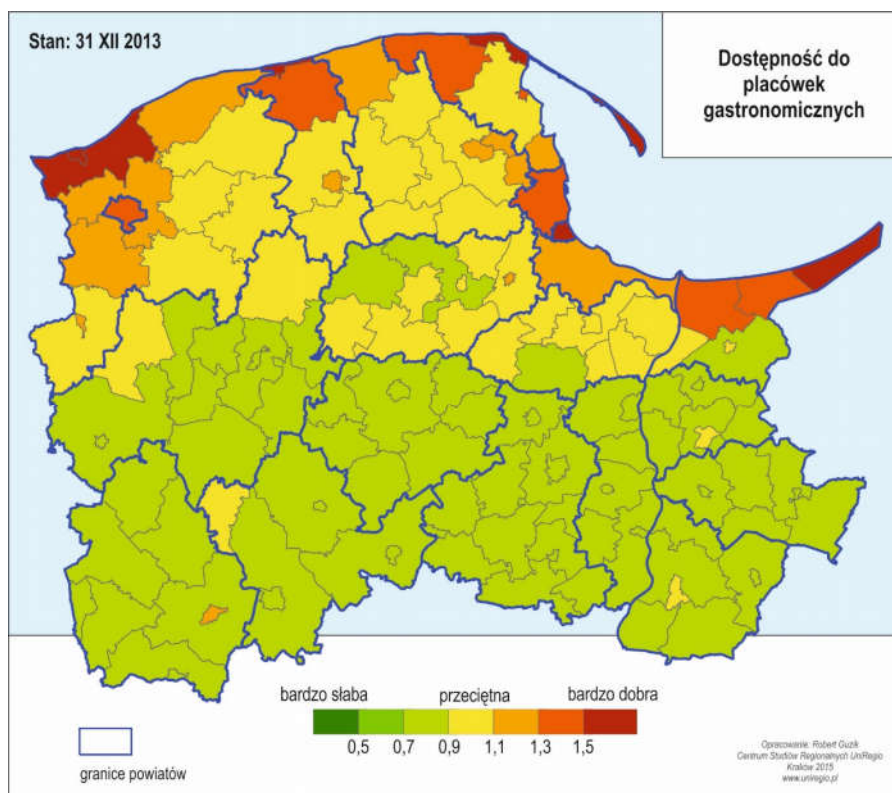 Stan: 31 XII 2013
Dostępność do
placówek
gastronomicznych
bardzo słaba
przeciętna
bardzo dobra
0,5
0,7
0,9
1,1
1,3
1,5
granice powiatów
Opracowanie: Robert Guzik
Centrum Studiów Regionalnych UniRegio
Kraków 2015
www.uniregio.pl